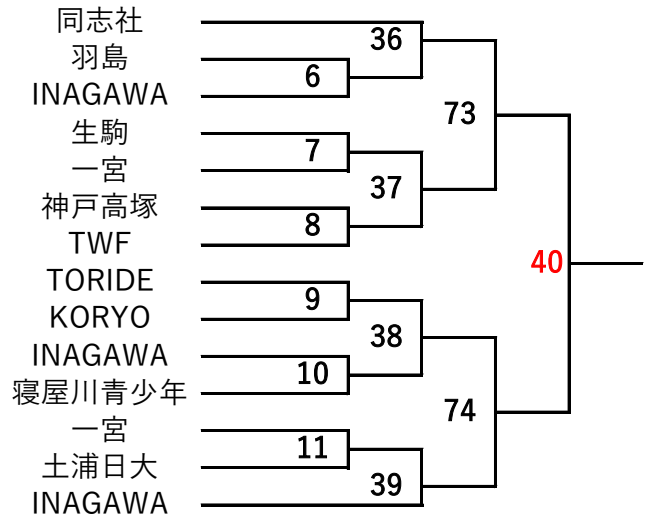 同志社
36
羽島
6
INAGAWA
73
生駒
7
一宮
37
神戸高塚
8
TWF
40
TORIDE
9
KORYO
38
INAGAWA
10
寝屋川青少年
74
一宮
11
土浦日大
39
INAGAWA